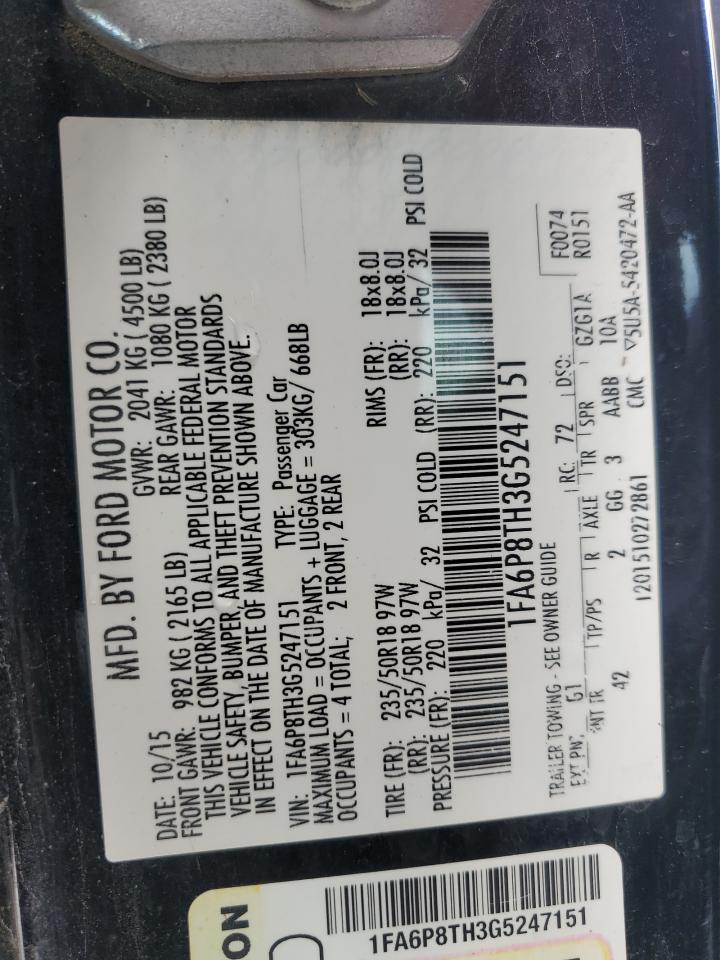 MFD. BY FORD MOTOR CO.
DATE: 10/15 GVWR: 2041 KG ( 4500 LB)
FRONT GAWR: 982 KG ( 2165 LB) REAR GAWR: 1080 KG ( 2380 LB)
THIS VEHICLE CONFORMS TO ALL APPLICABLE FEDERAL MOTOR
VEHICLE SAFETY, BUMPER, AND THEFT PREVENTION STANDARDS
IN EFFECT ON THE DATE OF MANUFACTURE SHOWN ABOVE.
VIN: 1FA6P8TH3G5247151 TYPE: Passenger Car
MAXIMUM LOAD = OCCUPANTS + LUGGAGE = 303KG/ 668LB
OCCUPANTS = 4 TOTAL, 2 FRONT, 2 REAR
TIRE (FR): 235/50R18 97W RIMS (FR): 18x8.0J
(RR): 235/50R18 97W (RR): 18x8.0J
PRESSURE (FR): 220 kPa/ 32 PSI COLD (RR): 220 kPa/ 32 PSI COLD
1FA6P8TH3G5247151
TRAILER TOWING - SEE OWNER GUIDE
F0074
R0151
EXT PNT: G1 RC: 72 DSO:
INT TR TP/PS R AXLE TR SPR GZG1A
42 2 GG 3 AABB 10A
1201510272861 CMC ▽5U5A-5420472-AA
ON
1FA6P8TH3G5247151